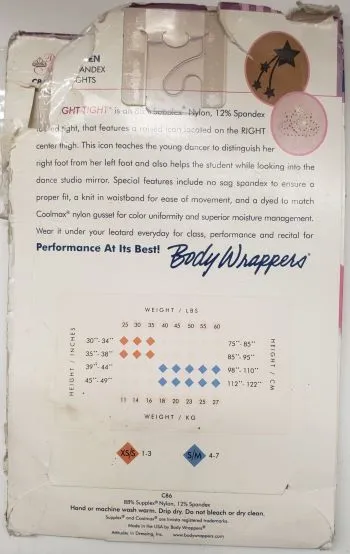 EN
ANDEX
CB GHTS
GHT-TIGHT™ is an 88% Supplex® Nylon, 12% Spandex
footed tight, that features a raised icon located on the RIGHT
center thigh. This icon teaches the young dancer to distinguish her
right foot from her left foot and also helps the student while looking into the
dance studio mirror. Special features include no sag spandex to ensure a
proper fit, a knit in waistband for ease of movement, and a dyed to match
Coolmax® nylon gusset for color uniformity and superior moisture management.
Wear it under your leotard everyday for class, performance and recital for
Performance At Its Best! Body Wrappers®
WEIGHT / LBS
25 30 35 40 45 50 55 60
HEIGHT / INCHES
30"- 34" 75"- 85"
35"- 38" 85"- 95"
39"- 44" 98"- 110"
45"- 49" 112"- 122"
HEIGHT / CM
11 14 16 18 20 23 25 27
WEIGHT / KG
XS/S 1-3 S/M 4-7
C86
88% Supplex® Nylon, 12% Spandex
Hand or machine wash warm. Drip dry. Do not bleach or dry clean.
Supplex® and Coolmax® are Invista registered trademarks.
Made in the USA by Body Wrappers®
Attitudes in Dressing, Inc. www.bodywrappers.com